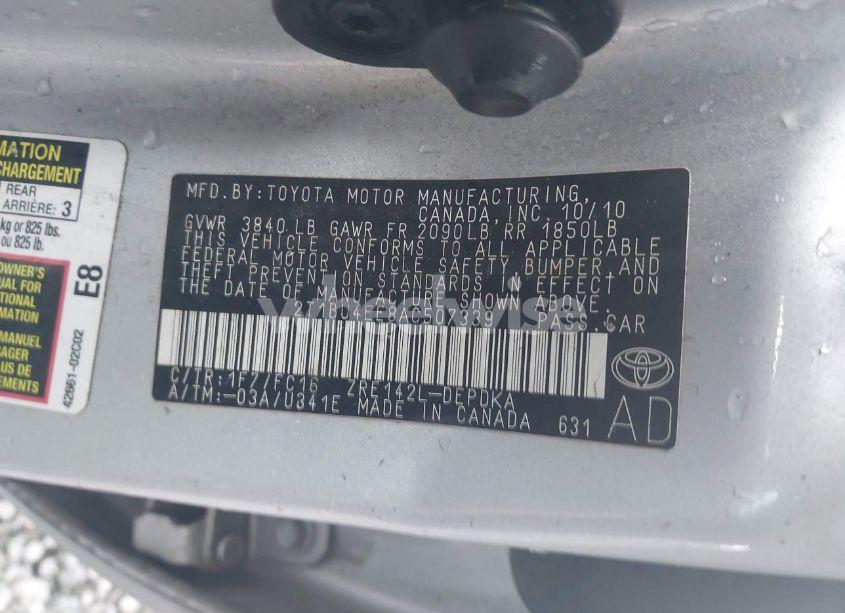 MATION
CHARGEMENT
REAR
ARRIÈRE: 3
kg or 825 lbs.
ou 825 lb.
OWNER'S
UAL FOR
TIONAL
MATION
MANUEL
AGER
LUS DE
EMENTS
E8
42661-02C02
MFD.BY:TOYOTA MOTOR MANUFACTURING,
CANADA, INC. 10/10
GVWR 3840 LB GAWR FR 2090LB RR 1850LB
THIS VEHICLE CONFORMS TO ALL APPLICABLE
FEDERAL MOTOR VEHICLE SAFETY, BUMPER AND
THEFT PREVENTION STANDARDS IN EFFECT ON
THE DATE OF MANUFACTURE SHOWN ABOVE.
PASS.CAR
C/TR:1F7/FC16 ZRE142L-DEPDKA
A/TM:-03A/U341E MADE IN CANADA 631
AD
wheelwise